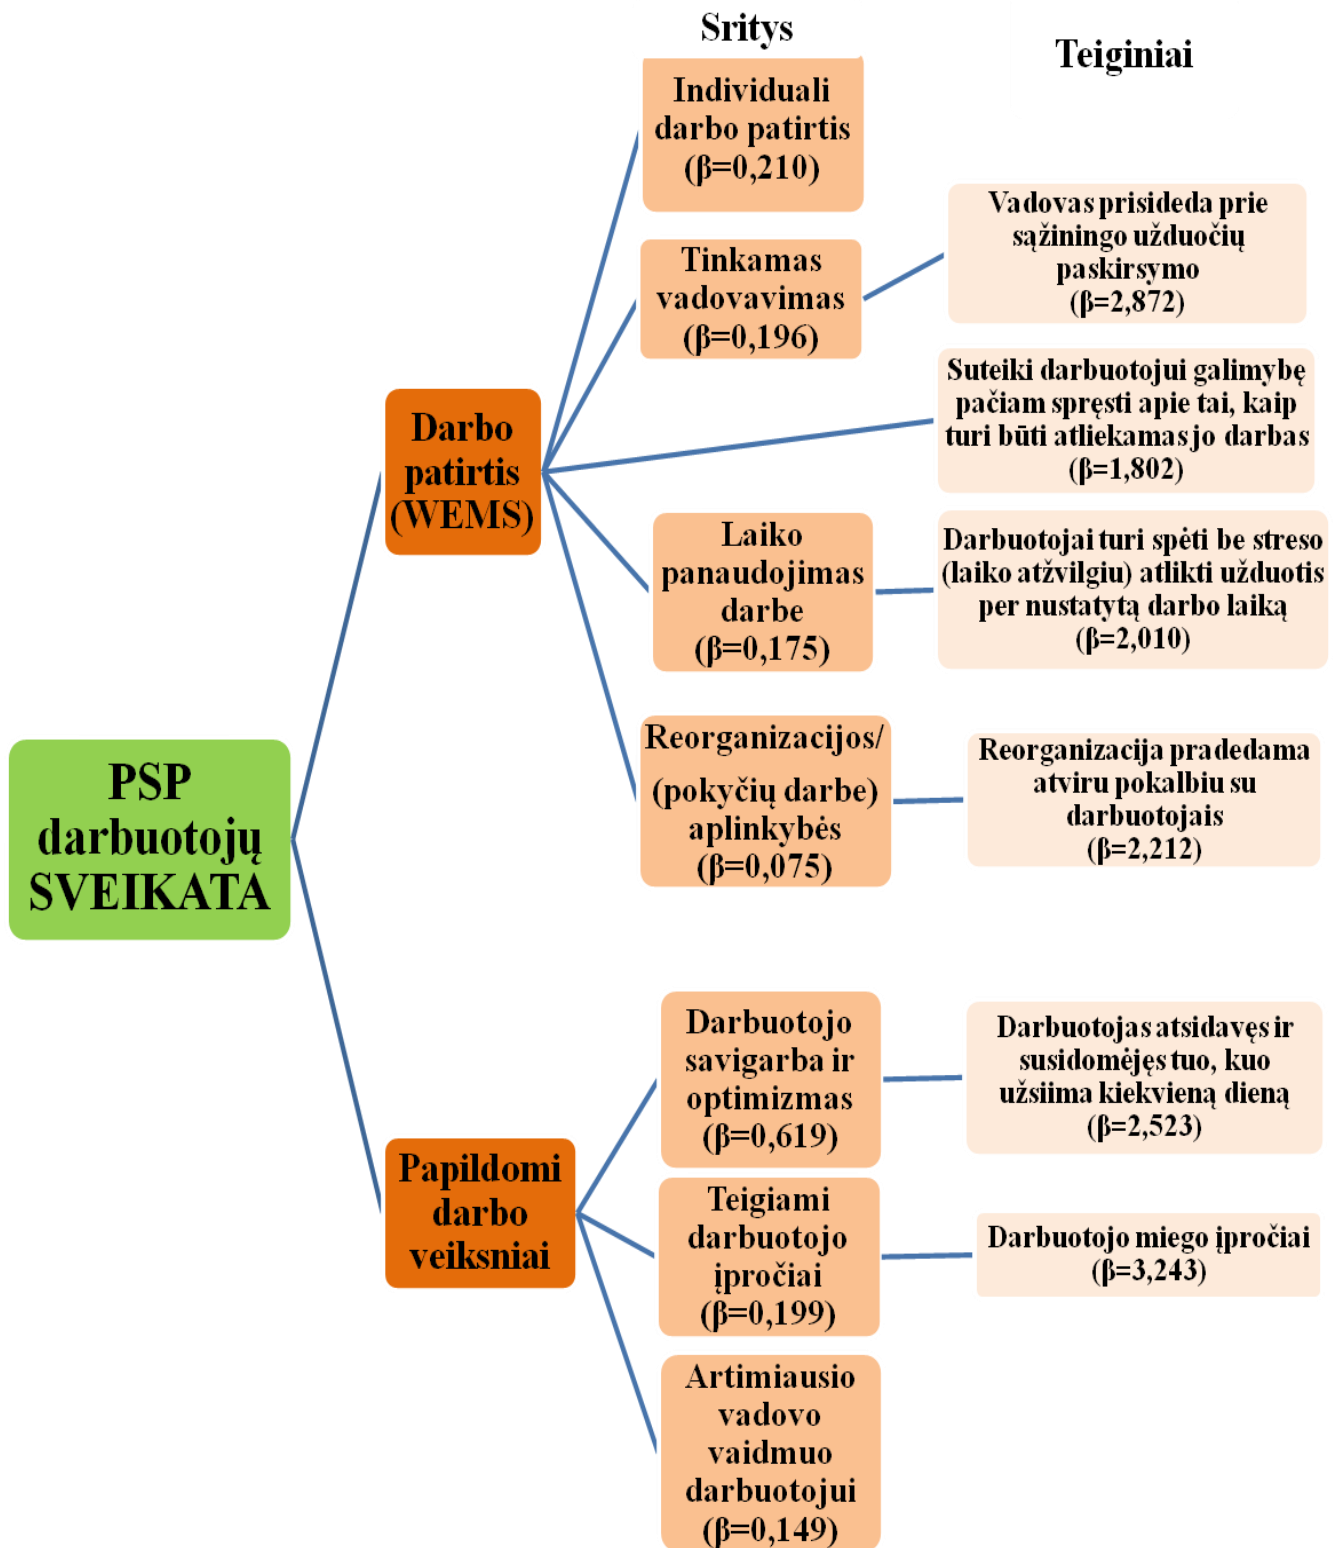 Sritys
Teiginiai
Individuali
darbo patirtis
(β=0,210)
Vadovas prisideda prie
sąžiningo užduočių
paskirsymo
(β=2,872)
Tinkamas
vadovavimas
(β=0,196)
Suteiki darbuotojui galimybę
pačiam spręsti apie tai, kaip
turi būti atliekamas jo darbas
(β=1,802)
Darbo
patirtis
(WEMS)
Laiko
panaudojimas
darbe
(β=0,175)
Darbuotojai turi spėti be streso
(laiko atžvilgiu) atlikti užduotis
per nustatytą darbo laiką
(β=2,010)
Reorganizacijos/
(pokyčių darbe)
aplinkybės
(β=0,075)
Reorganizacija pradedama
atviru pokalbiu su
darbuotojais
(β=2,212)
PSP
darbuotojų
SVEIKATA
Darbuotojo
savigarba ir
optimizmas
(β=0,619)
Darbuotojas atsidavęs ir
susidomėjęs tuo, kuo
užsiima kiekvieną dieną
(β=2,523)
Papildomi
darbo
veiksniai
Teigiami
darbuotojo
įpročiai
(β=0,199)
Darbuotojo miego įpročiai
(β=3,243)
Artimiausio
vadovo
vaidmuo
darbuotojui
(β=0,149)